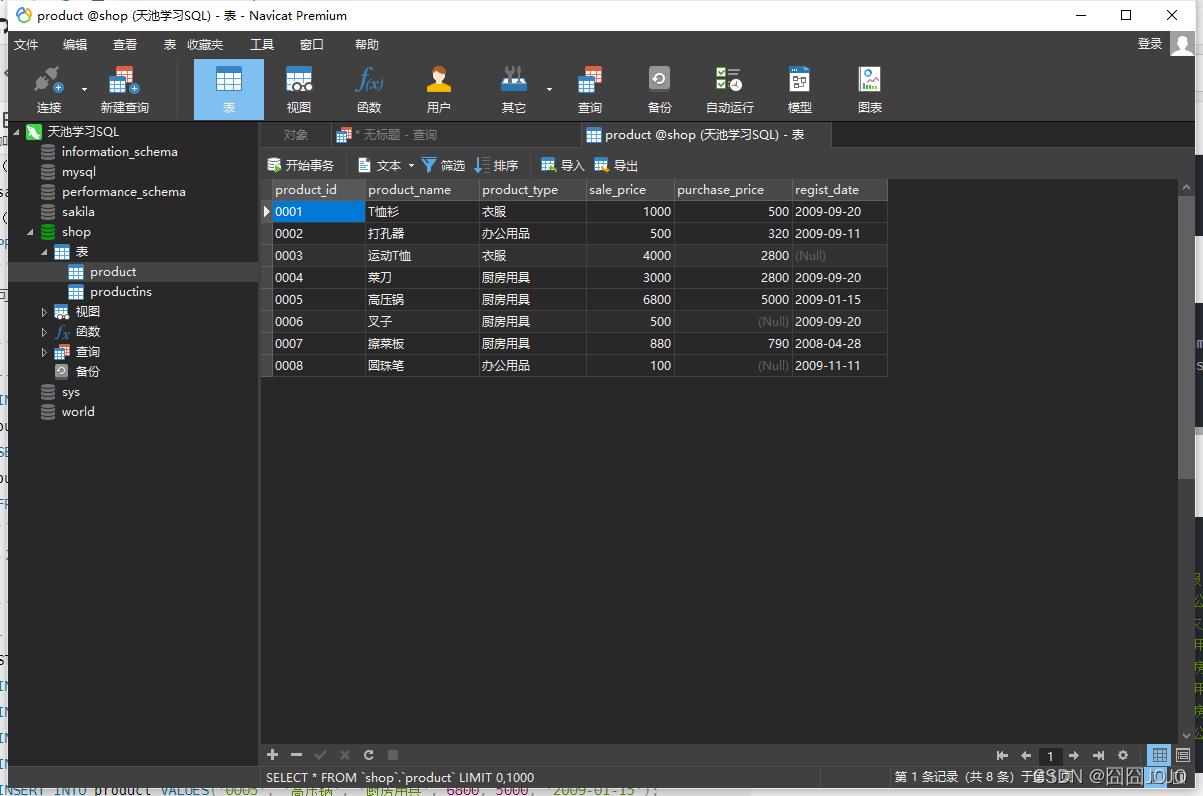 product @shop (天池学习SQL) - 表 - Navicat Premium
文件 编辑 查看 表 收藏夹 工具 窗口 帮助 登录
连接 新建查询 表 视图 函数 用户 其它 查询 备份 自动运行 模型 图表
天池学习SQL
information_schema
mysql
performance_schema
sakila
shop
表
product
productins
视图
函数
查询
备份
sys
world
对象 * 无标题 - 查询 product @shop (天池学习SQL) - 表
开始事务 文本 筛选 排序 导入 导出
product_id product_name product_type sale_price purchase_price regist_date
0001 T恤衫 衣服 1000 500 2009-09-20
0002 打孔器 办公用品 500 320 2009-09-11
0003 运动T恤 衣服 4000 2800 (Null)
0004 菜刀 厨房用具 3000 2800 2009-09-20
0005 高压锅 厨房用具 6800 5000 2009-01-15
0006 叉子 厨房用具 500 (Null) 2009-09-20
0007 擦菜板 厨房用具 880 790 2008-04-28
0008 圆珠笔 办公用品 100 (Null) 2009-11-11
1
SELECT * FROM `shop`.`product` LIMIT 0,1000
第 1 条记录 (共 8 条) 于第 1 页
CSDN @囧囧JOJO
INSERT INTO product VALUES('0005', '高压锅', '厨房用具', 6800, 5000, '2009-01-15');